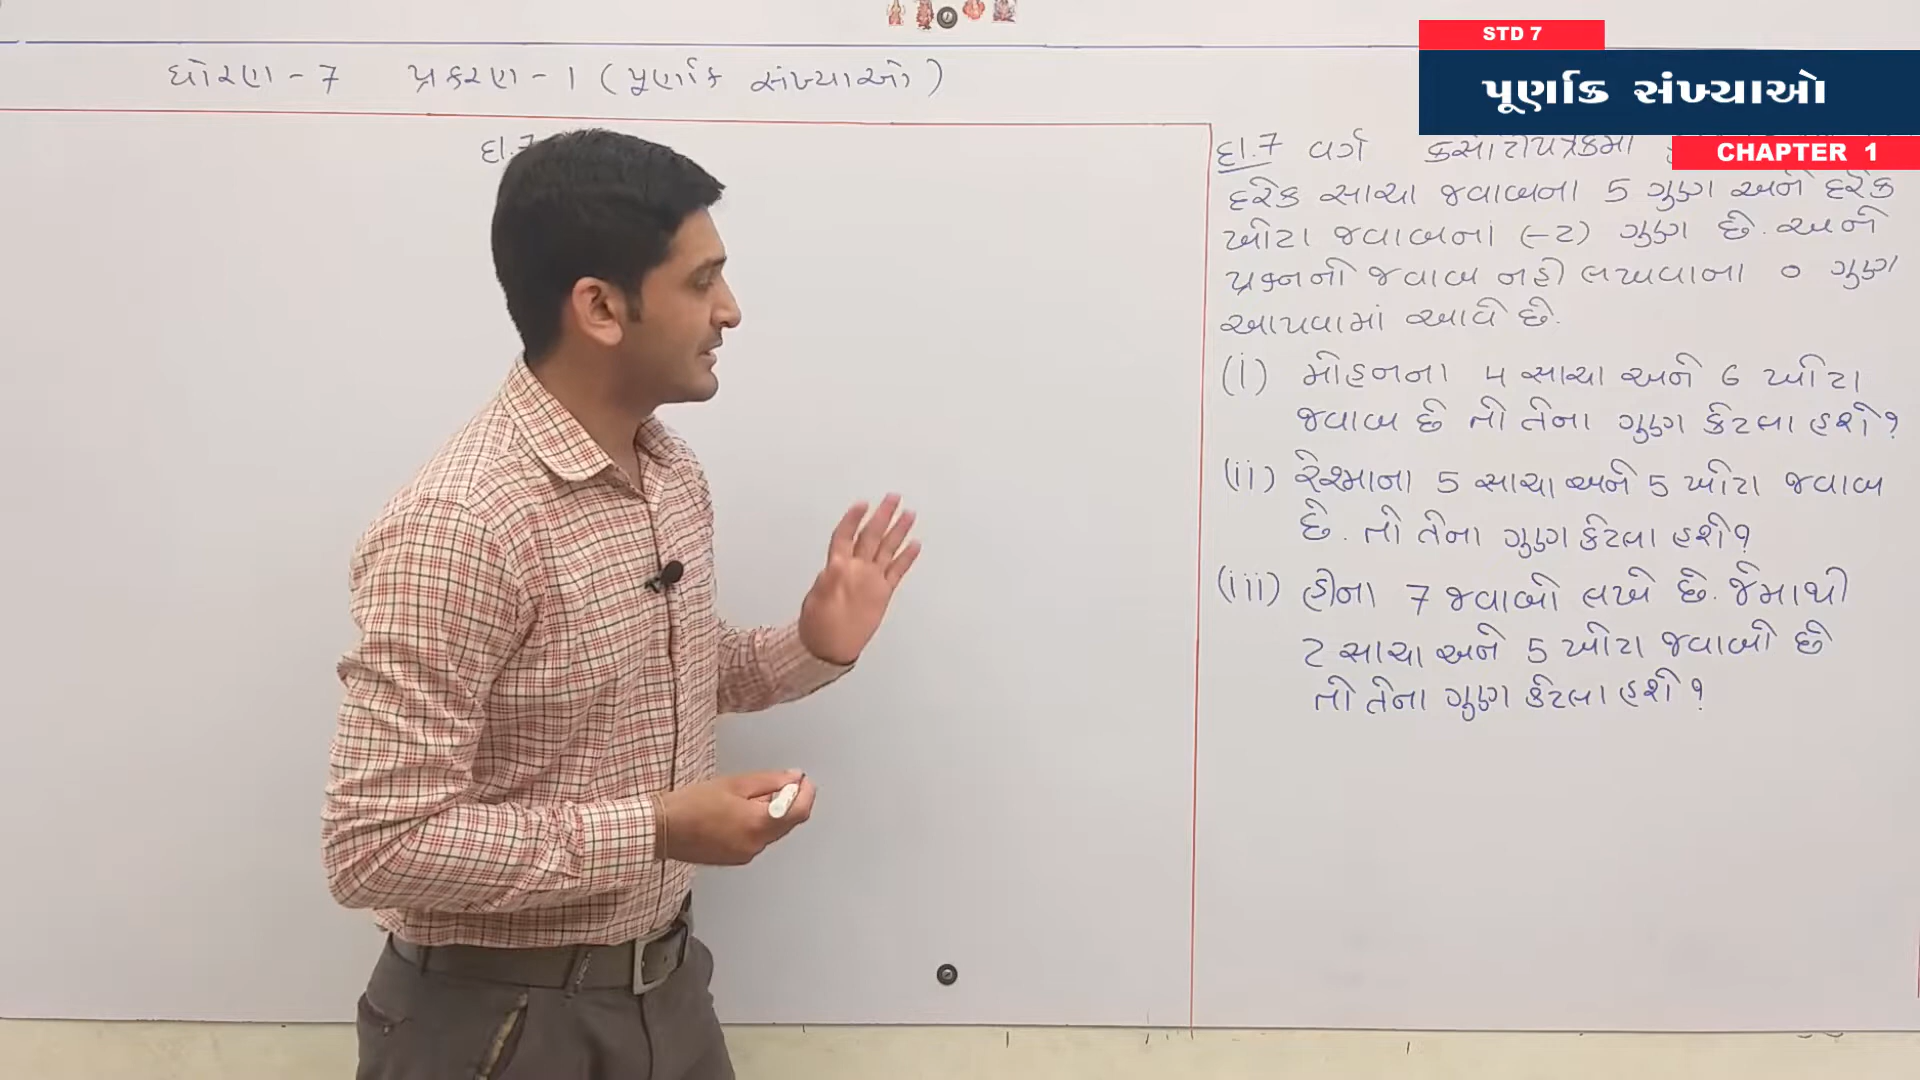 STD 7
પૂર્ણાંક સંખ્યાઓ
CHAPTER 1
ધોરણ - 7 પ્રકરણ - 1 (પૂર્ણાંક સંખ્યાઓ)
દા.7
દા.7 વર્ગ કસોટીપત્રકમાં
દરેક સાચા જવાબના 5 ગુણ અને દરેક
ખોટા જવાબનાં (-2) ગુણ છે. અને
પ્રશ્નનો જવાબ નહી લખવાના 0 ગુણ
આપવામાં આવે છે.
(i) મોહનના 4 સાચા અને 6 ખોટા
જવાબ છે તો તેના ગુણ કેટલા હશે?
(ii) રેશ્માના 5 સાચા અને 5 ખોટા જવાબ
છે. તો તેના ગુણ કેટલા હશે?
(iii) હીના 7 જવાબો લખે છે. જેમાથી
2 સાચા અને 5 ખોટા જવાબો છે
તો તેના ગુણ કેટલા હશે?